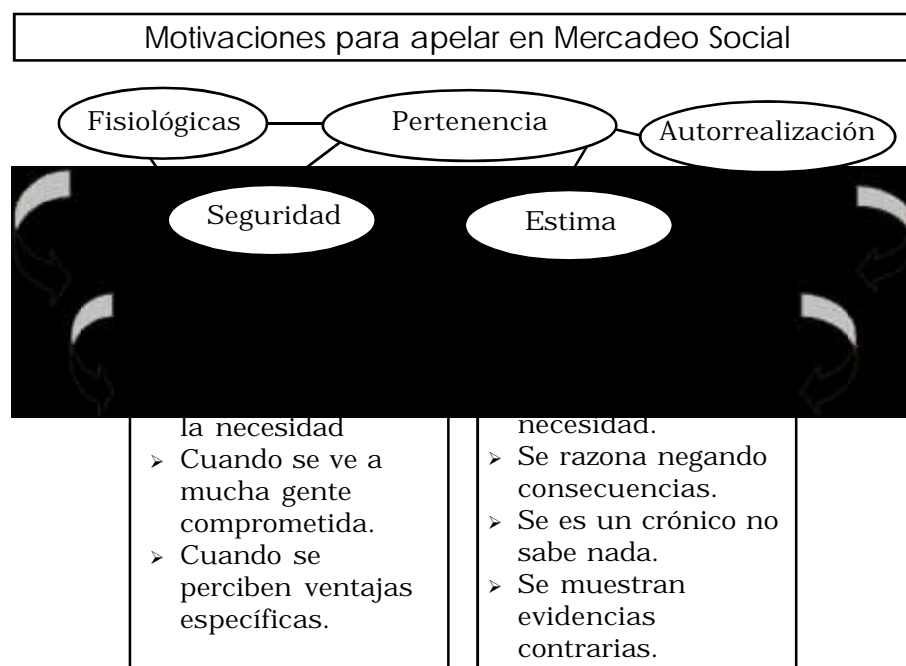 Motivaciones para apelar en Mercadeo Social
Fisiológicas
Pertenencia
Autorrealización
Seguridad
Estima
la necesidad
➢ Cuando se ve a
mucha gente
comprometida.
➢ Cuando se
perciben ventajas
específicas.
necesidad.
➢ Se razona negando
consecuencias.
➢ Se es un crónico no
sabe nada.
➢ Se muestran
evidencias
contrarias.